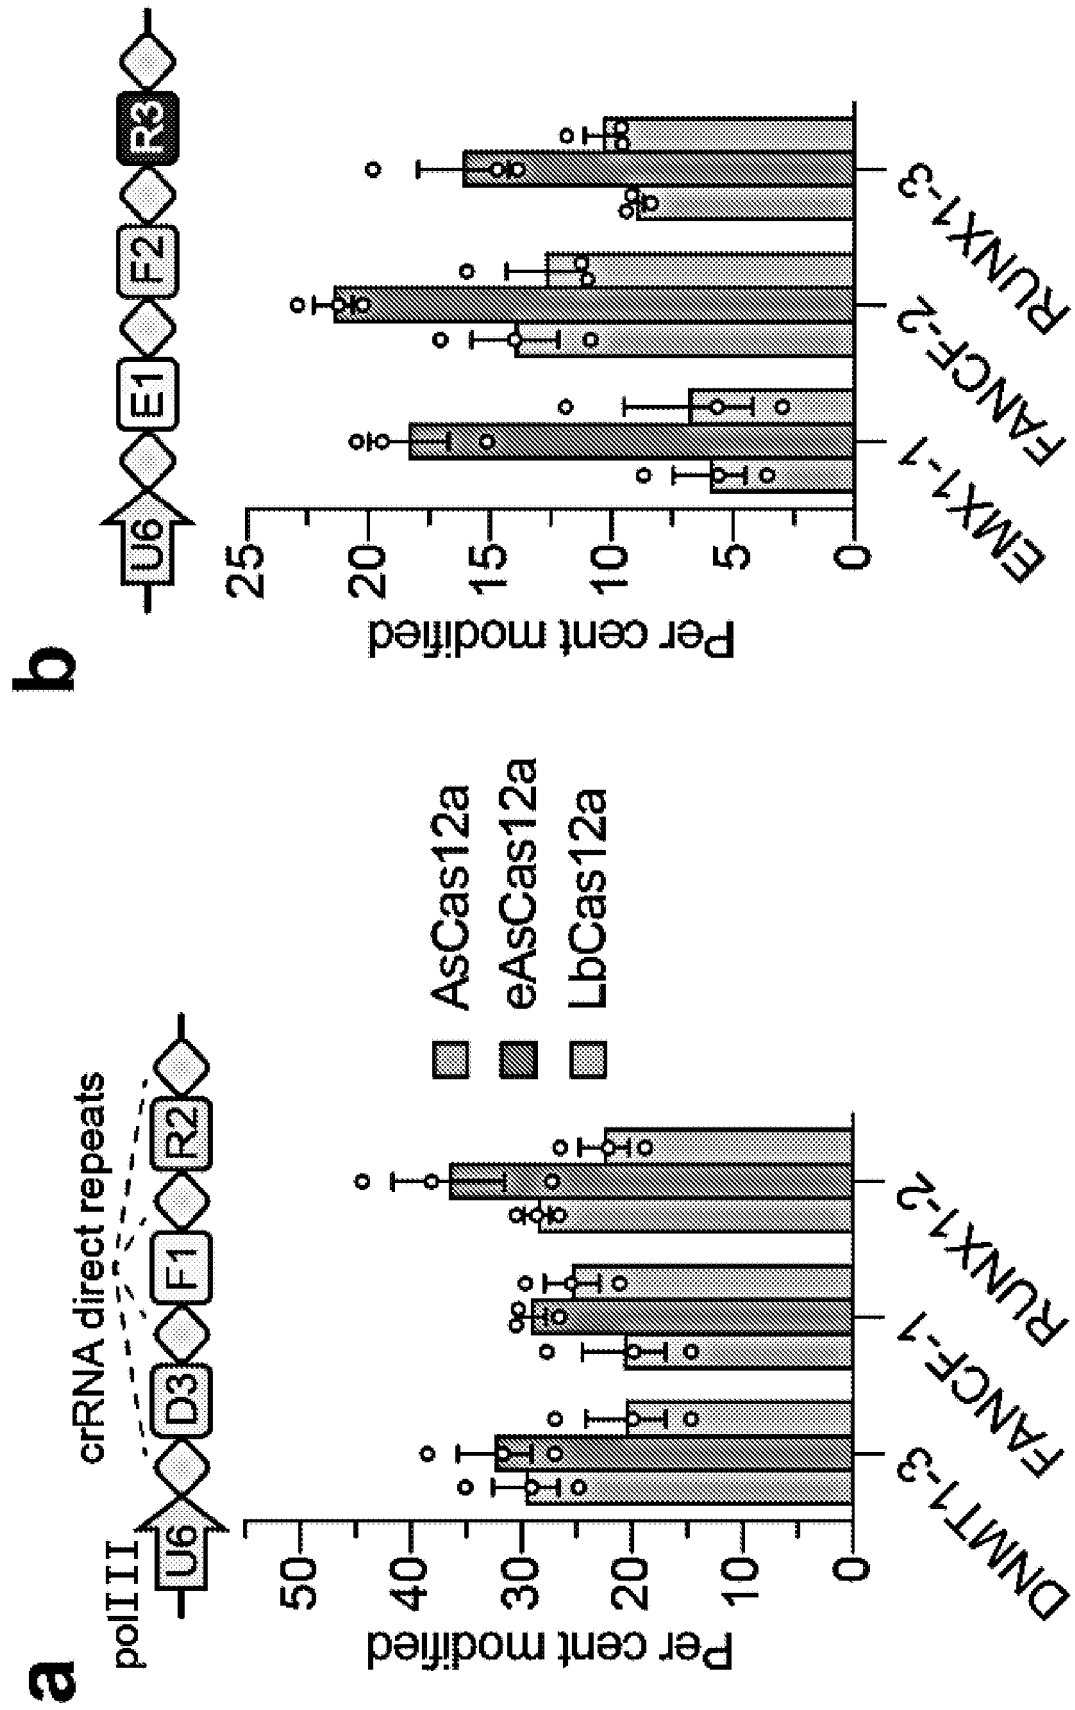 a
crRNA direct repeats
polIII
U6 D3 F1 R2
Per cent modified
50
40
30
20
10
0
DNMT1-3
FANCF-1
RUNX1-2
AsCas12a
eAsCas12a
LbCas12a
b
U6 E1 F2 R3
Per cent modified
25
20
15
10
5
0
EMX1-1
FANCF-2
RUNX1-3